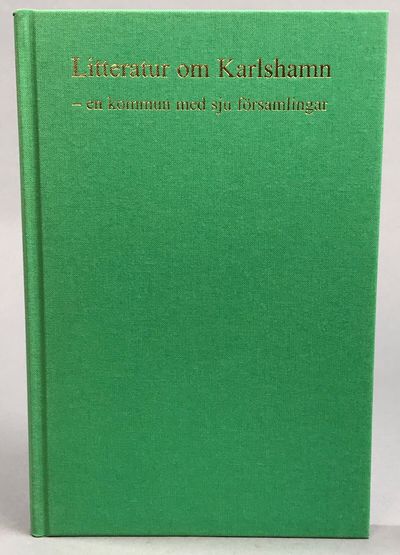 Litteratur om Karlshamn
– en kommun med sju församlingar